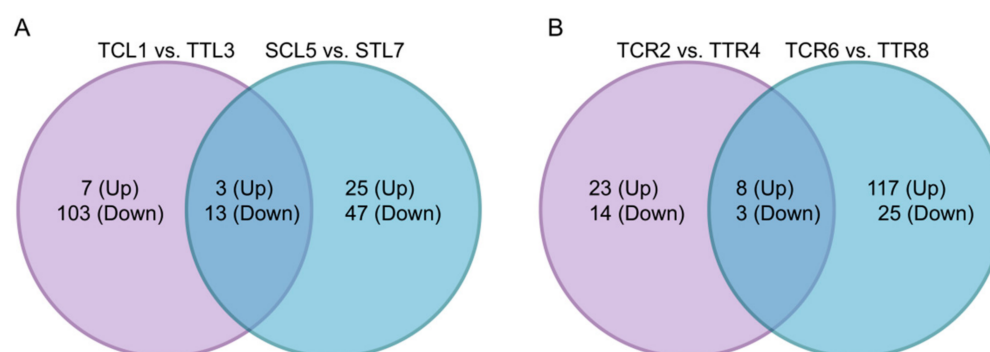 A
B
TCL1 vs. TTL3 SCL5 vs. STL7
TCR2 vs. TTR4 TCR6 vs. TTR8
7 (Up)
103 (Down)
3 (Up)
13 (Down)
25 (Up)
47 (Down)
23 (Up)
14 (Down)
8 (Up)
3 (Down)
117 (Up)
25 (Down)